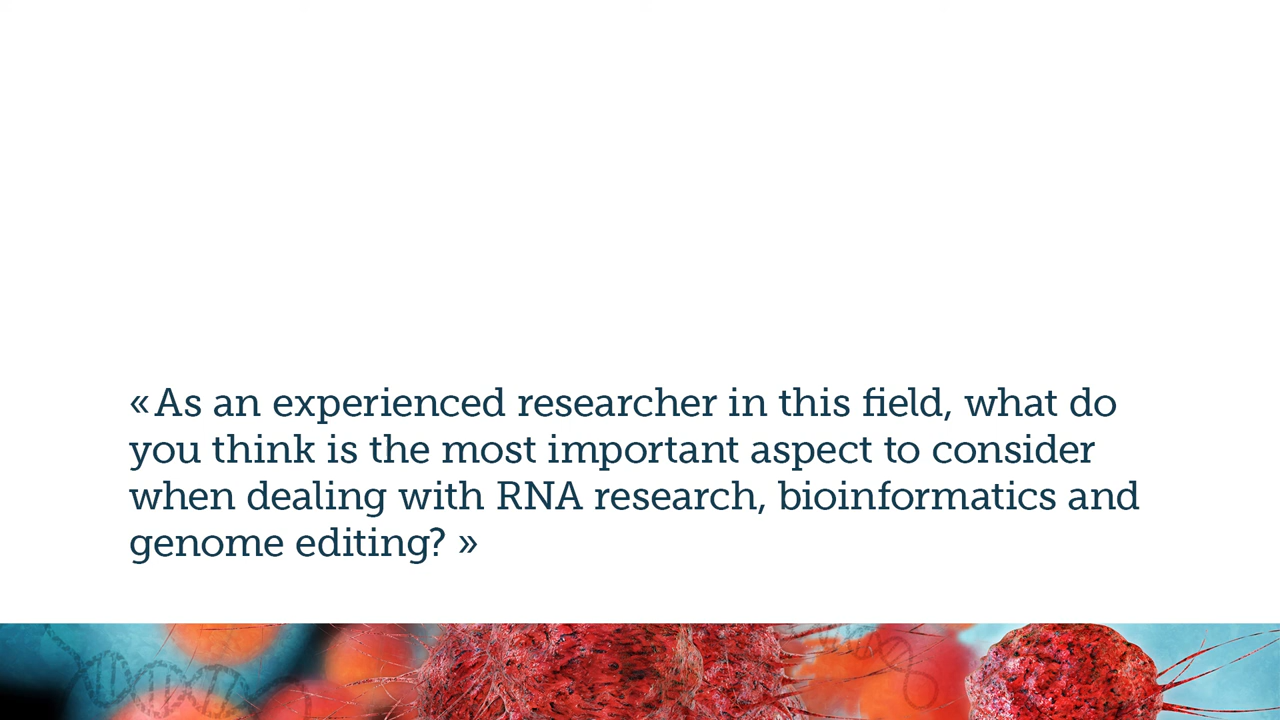 «As an experienced researcher in this field, what do
you think is the most important aspect to consider
when dealing with RNA research, bioinformatics and
genome editing? »